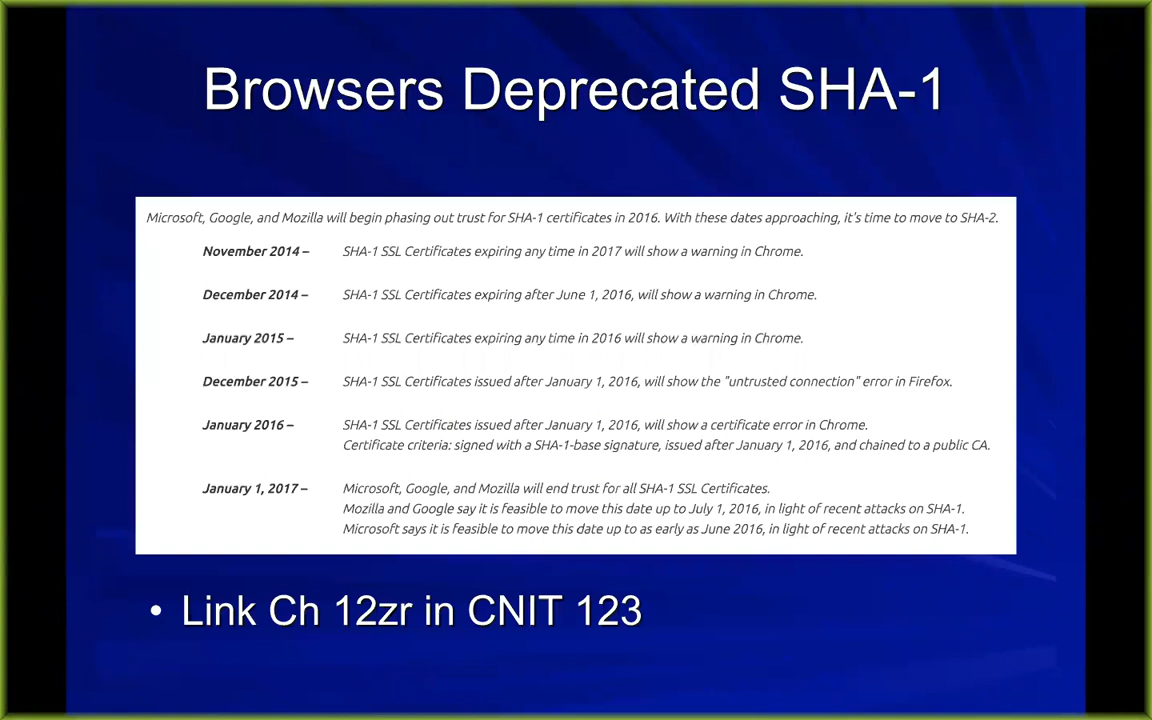 Browsers Deprecated SHA-1
Microsoft, Google, and Mozilla will begin phasing out trust for SHA-1 certificates in 2016. With these dates approaching, it's time to move to SHA-2.
November 2014 – SHA-1 SSL Certificates expiring any time in 2017 will show a warning in Chrome.
December 2014 – SHA-1 SSL Certificates expiring after June 1, 2016, will show a warning in Chrome.
January 2015 – SHA-1 SSL Certificates expiring any time in 2016 will show a warning in Chrome.
December 2015 – SHA-1 SSL Certificates issued after January 1, 2016, will show the "untrusted connection" error in Firefox.
January 2016 – SHA-1 SSL Certificates issued after January 1, 2016, will show a certificate error in Chrome.
Certificate criteria: signed with a SHA-1-base signature, issued after January 1, 2016, and chained to a public CA.
January 1, 2017 – Microsoft, Google, and Mozilla will end trust for all SHA-1 SSL Certificates.
Mozilla and Google say it is feasible to move this date up to July 1, 2016, in light of recent attacks on SHA-1.
Microsoft says it is feasible to move this date up to as early as June 2016, in light of recent attacks on SHA-1.
• Link Ch 12zr in CNIT 123